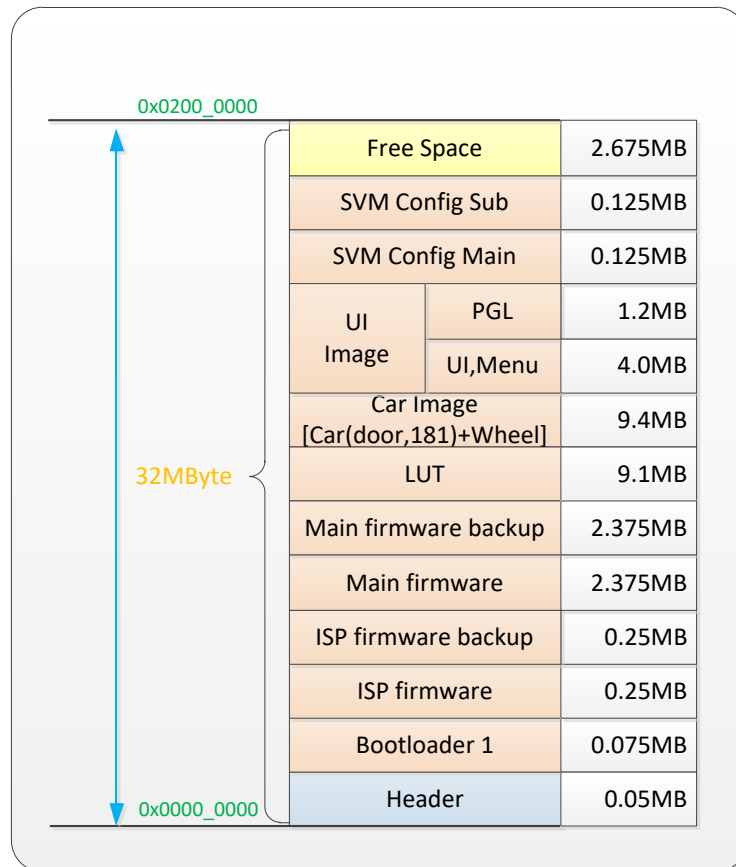 0x0200_0000
Free Space 2.675MB
SVM Config Sub 0.125MB
SVM Config Main 0.125MB
UI
Image
PGL 1.2MB
UI,Menu 4.0MB
Car Image
[Car(door,181)+Wheel] 9.4MB
32MByte
LUT 9.1MB
Main firmware backup 2.375MB
Main firmware 2.375MB
ISP firmware backup 0.25MB
ISP firmware 0.25MB
Bootloader 1 0.075MB
Header 0.05MB
0x0000_0000